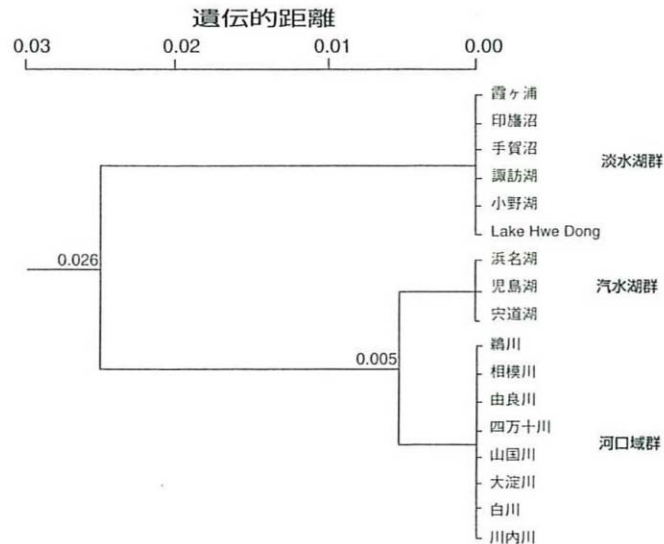 遺伝的距離
0.03 0.02 0.01 0.00
霞ヶ浦
印旛沼
手賀沼
淡水湖群
諏訪湖
小野湖
Lake Hwe Dong
0.026
浜名湖
児島湖
汽水湖群
宍道湖
鵡川
0.005
相模川
由良川
四万十川
河口域群
山国川
大淀川
白川
川内川